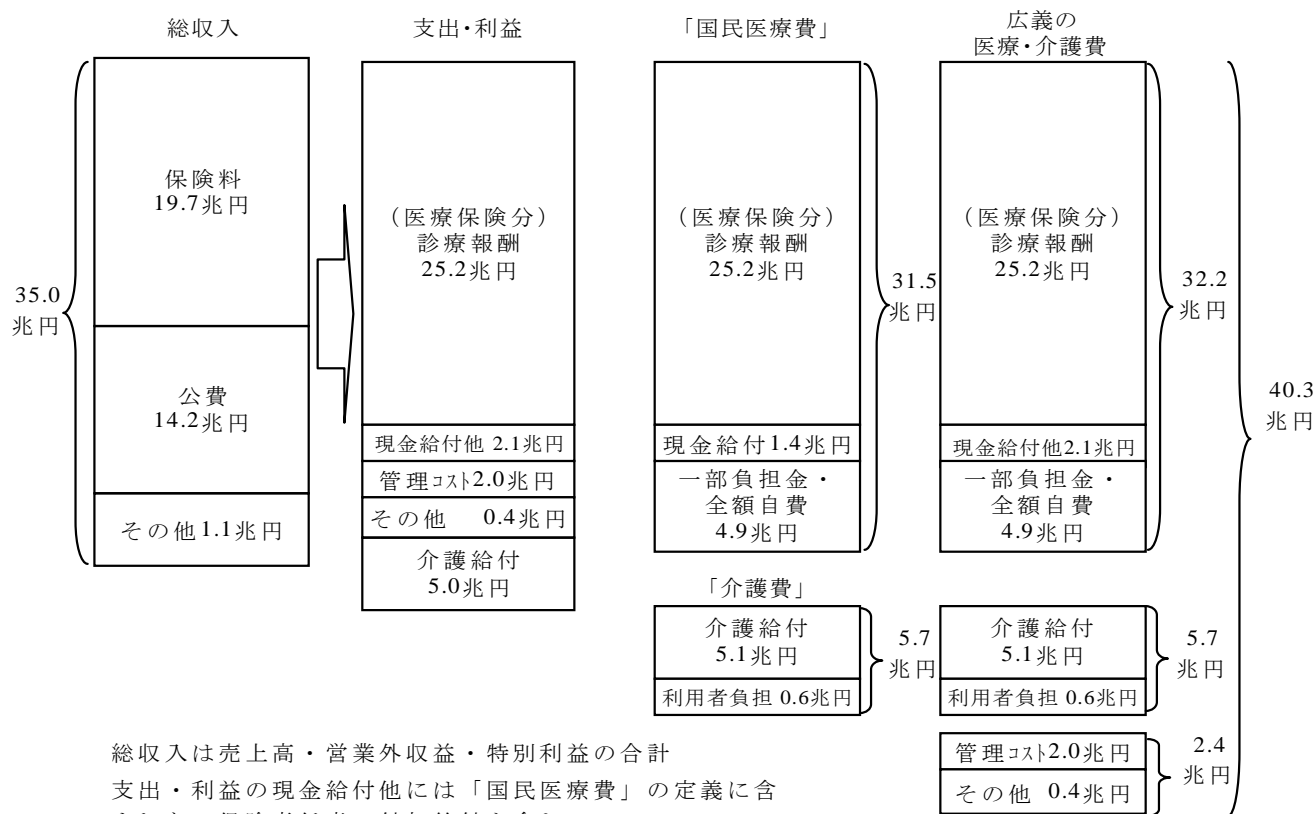 総収入
支出・利益
「国民医療費」
広義の
医療・介護費
35.0
兆円
保険料
19.7兆円
公費
14.2兆円
その他1.1兆円
(医療保険分)
診療報酬
25.2兆円
現金給付他 2.1兆円
管理コスト2.0兆円
その他 0.4兆円
介護給付
5.0兆円
(医療保険分)
診療報酬
25.2兆円
現金給付1.4兆円
一部負担金・
全額自費
4.9兆円
31.5
兆円
「介護費」
介護給付
5.1兆円
利用者負担 0.6兆円
5.7
兆円
(医療保険分)
診療報酬
25.2兆円
現金給付他2.1兆円
一部負担金・
全額自費
4.9兆円
32.2
兆円
介護給付
5.1兆円
利用者負担 0.6兆円
5.7
兆円
管理コスト2.0兆円
その他 0.4兆円
2.4
兆円
40.3
兆円
総収入は売上高・営業外収益・特別利益の合計
支出・利益の現金給付他には「国民医療費」の定義に含